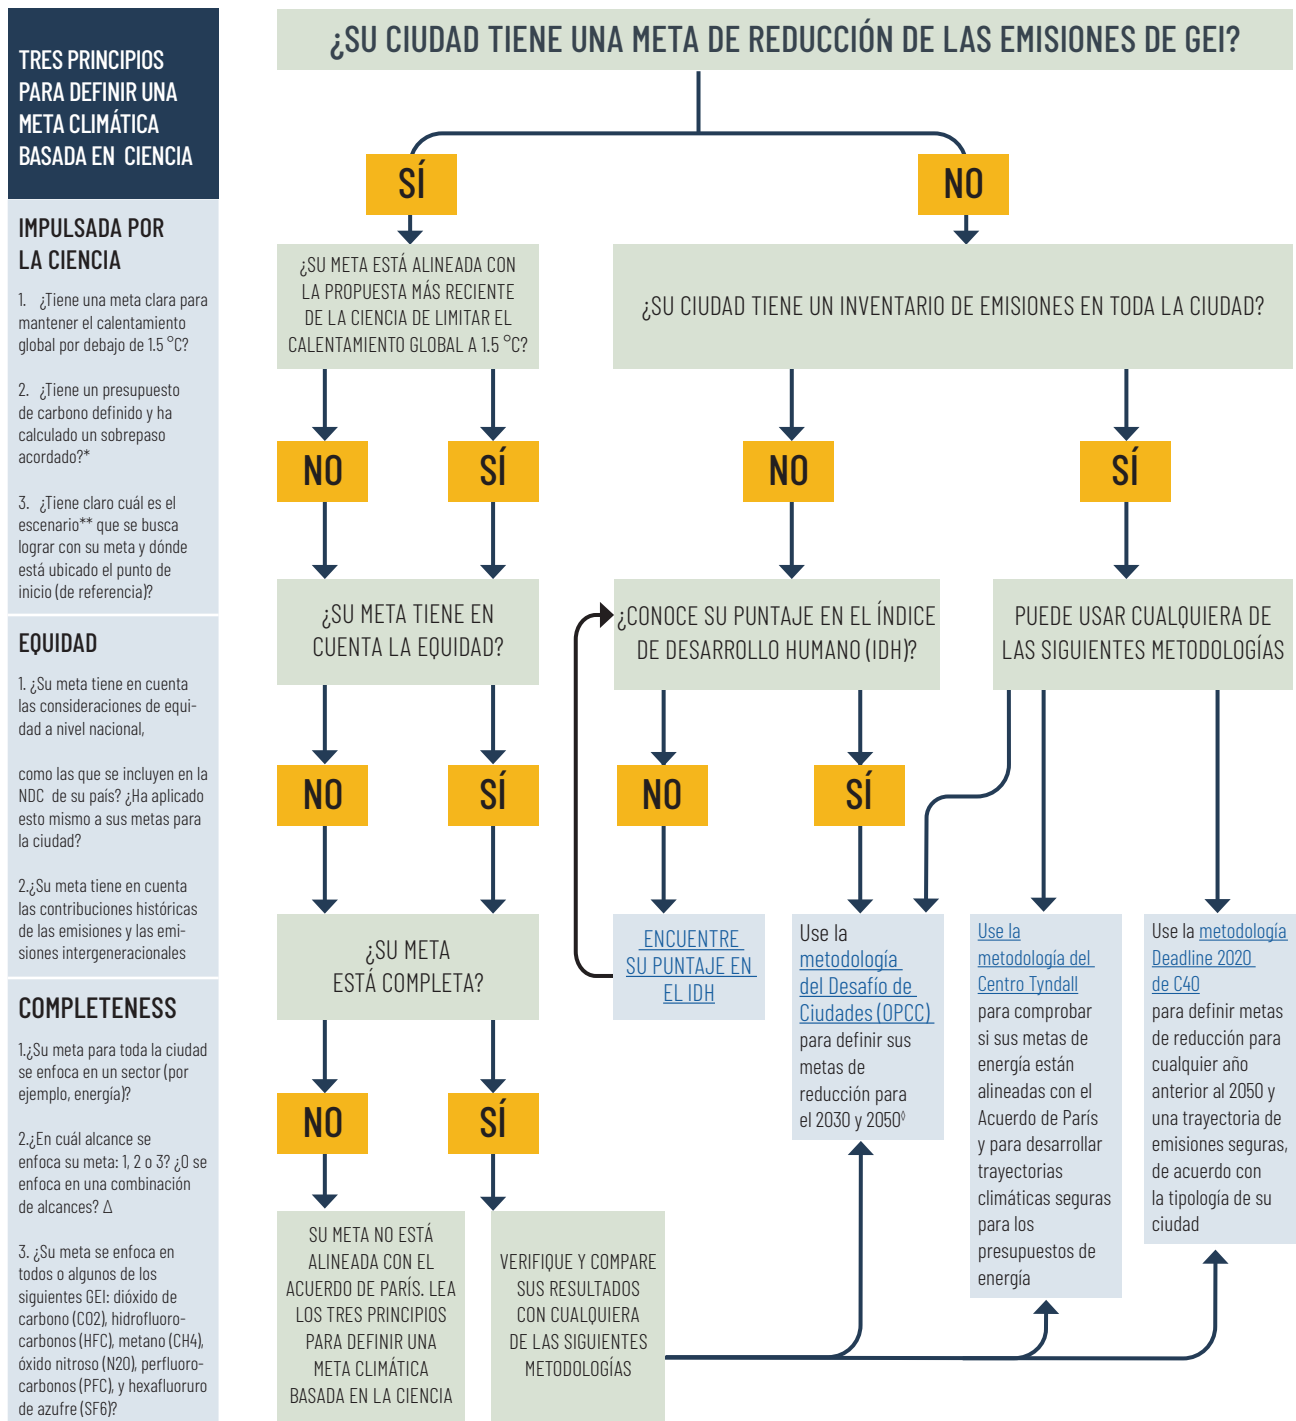 TRES PRINCIPIOS
PARA DEFINIR UNA
META CLIMÁTICA
BASADA EN CIENCIA
IMPULSADA POR
LA CIENCIA
1. ¿Tiene una meta clara para
mantener el calentamiento
global por debajo de 1.5 °C?
2. ¿Tiene un presupuesto
de carbono definido y ha
calculado un sobrepaso
acordado?*
3. ¿Tiene claro cuál es el
escenario** que se busca
lograr con su meta y dónde
está ubicado el punto de
inicio (de referencia)?
EQUIDAD
1. ¿Su meta tiene en cuenta
las consideraciones de equi-
dad a nivel nacional,
como las que se incluyen en la
NDC de su país? ¿Ha aplicado
esto mismo a sus metas para
la ciudad?
2.¿Su meta tiene en cuenta
las contribuciones históricas
de las emisiones y las emi-
siones intergeneracionales
COMPLETENESS
1.¿Su meta para toda la ciudad
se enfoca en un sector (por
ejemplo, energía)?
2.¿En cuál alcance se
enfoca su meta: 1, 2 o 3? ¿O se
enfoca en una combinación
de alcances? Δ
3. ¿Su meta se enfoca en
todos o algunos de los
siguientes GEI: dióxido de
carbono (CO2), hidrofluoro-
carbonos (HFC), metano (CH4),
óxido nitroso (N2O), perfluoro-
carbonos (PFC), y hexafluoruro
de azufre (SF6)?
¿SU CIUDAD TIENE UNA META DE REDUCCIÓN DE LAS EMISIONES DE GEI?
SÍ
NO
¿SU META ESTÁ ALINEADA CON
LA PROPUESTA MÁS RECIENTE
DE LA CIENCIA DE LIMITAR EL
CALENTAMIENTO GLOBAL A 1.5 °C?
¿SU CIUDAD TIENE UN INVENTARIO DE EMISIONES EN TODA LA CIUDAD?
NO
SÍ
NO
SÍ
¿SU META TIENE EN
CUENTA LA EQUIDAD?
¿CONOCE SU PUNTAJE EN EL ÍNDICE
DE DESARROLLO HUMANO (IDH)?
PUEDE USAR CUALQUIERA DE
LAS SIGUIENTES METODOLOGÍAS
NO
SÍ
NO
SÍ
¿SU META
ESTÁ COMPLETA?
ENCUENTRE
SU PUNTAJE EN
EL IDH
Use la
metodología
del Desafío de
Ciudades (OPCC)
para definir sus
metas de
reducción para
el 2030 y 2050◊
Use la
metodología del
Centro Tyndall
para comprobar
si sus metas de
energía están
alineadas con el
Acuerdo de París
y para desarrollar
trayectorias
climáticas seguras
para los
presupuestos de
energía
Use la metodología
Deadline 2020
de C40
para definir metas
de reducción para
cualquier año
anterior al 2050 y
una trayectoria de
emisiones seguras,
de acuerdo con
la tipología de su
ciudad
NO
SÍ
SU META NO ESTÁ
ALINEADA CON EL
ACUERDO DE PARÍS. LEA
LOS TRES PRINCIPIOS
PARA DEFINIR UNA
META CLIMÁTICA
BASADA EN LA CIENCIA
VERIFIQUE Y COMPARE
SUS RESULTADOS
CON CUALQUIERA
DE LAS SIGUIENTES
METODOLOGÍAS